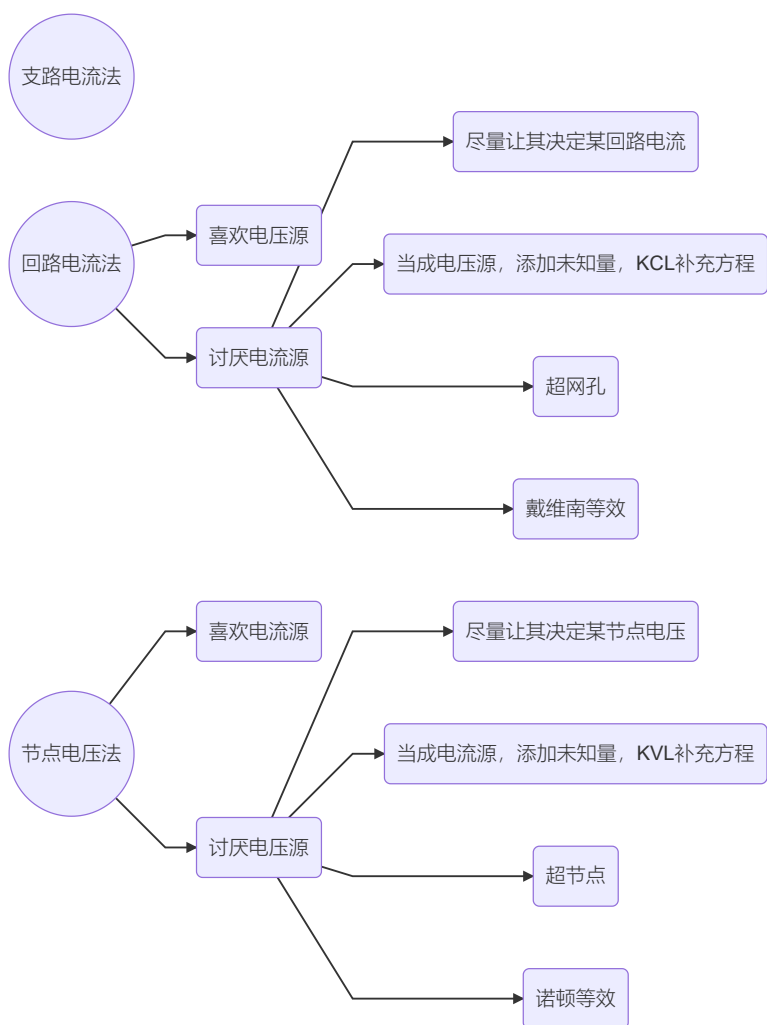 支路电流法
尽量让其决定某回路电流
喜欢电压源
回路电流法
当成电压源，添加未知量，KCL补充方程
讨厌电流源
超网孔
戴维南等效
喜欢电流源
尽量让其决定某节点电压
节点电压法
当成电流源，添加未知量，KVL补充方程
讨厌电压源
超节点
诺顿等效